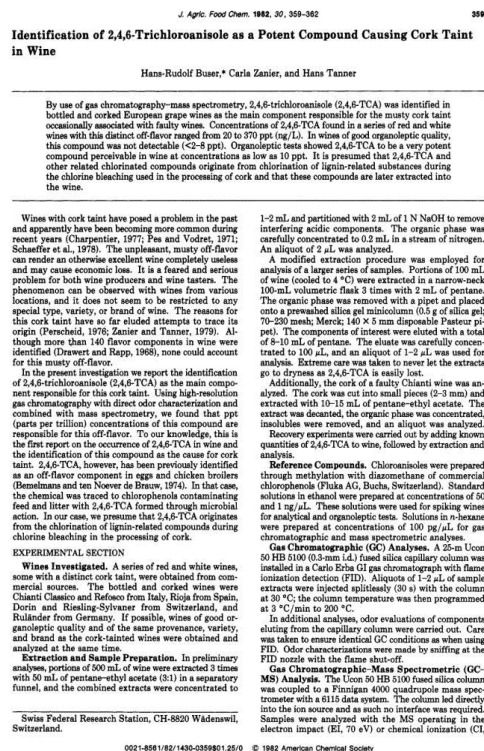 J. Agric. Food Chem. 1982, 30, 359–362
359
Identification of 2,4,6-Trichloroanisole as a Potent Compound Causing Cork Taint
in Wine
Hans-Rudolf Buser,* Carla Zanier, and Hans Tanner
By use of gas chromatography–mass spectrometry, 2,4,6-trichloroanisole (2,4,6-TCA) was identified in
bottled and corked European grape wines as the main component responsible for the musty cork taint
occasionally associated with faulty wines. Concentrations of 2,4,6-TCA found in a series of red and white
wines with this distinct off-flavor ranged from 20 to 370 ppt (ng/L). In wines of good organoleptic quality,
this compound was not detectable (<2–8 ppt). Organoleptic tests showed 2,4,6-TCA to be a very potent
compound perceivable in wine at concentrations as low as 10 ppt. It is presumed that 2,4,6-TCA and
other related chlorinated compounds originate from chlorination of lignin-related substances during
the chlorine bleaching used in the processing of cork and that these compounds are later extracted into
the wine.
Wines with cork taint have posed a problem in the past
and apparently have been becoming more common during
recent years (Charpentier, 1977; Pes and Vodret, 1971;
Schaeffer et al., 1978). The unpleasant, musty off-flavor
can render an otherwise excellent wine completely useless
and may cause economic loss. It is a feared and serious
problem for both wine producers and wine tasters. The
phenomenon can be observed with wines from various
locations, and it does not seem to be restricted to any
special type, variety, or brand of wine. The reasons for
this cork taint have so far eluded attempts to trace its
origin (Perscheid, 1976; Zanier and Tanner, 1979). Al-
though more than 140 flavor components in wine were
identified (Drawert and Rapp, 1968), none could account
for this musty off-flavor.
In the present investigation we report the identification
of 2,4,6-trichloroanisole (2,4,6-TCA) as the main compo-
nent responsible for this cork taint. Using high-resolution
gas chromatography with direct odor characterization and
combined with mass spectrometry, we found that ppt
(parts per trillion) concentrations of this compound are
responsible for this off-flavor. To our knowledge, this is
the first report on the occurrence of 2,4,6-TCA in wine and
the identification of this compound as the cause for cork
taint. 2,4,6-TCA, however, has been previously identified
as an off-flavor component in eggs and chicken broilers
(Bemelmans and ten Noever de Brauw, 1974). In that case,
the chemical was traced to chlorophenols contaminating
feed and litter with 2,4,6-TCA formed through microbial
action. In our case, we presume that 2,4,6-TCA originates
from the chlorination of lignin-related compounds during
chlorine bleaching in the processing of cork.
EXPERIMENTAL SECTION
Wines Investigated. A series of red and white wines,
some with a distinct cork taint, were obtained from com-
mercial sources. The bottled and corked wines were
Chianti Classico and Refosco from Italy, Rioja from Spain,
Dorin and Riesling-Sylvaner from Switzerland, and
Ruländer from Germany. If possible, wines of good or-
ganoleptic quality and of the same provenance, variety,
and brand as the cork-tainted wines were obtained and
analyzed at the same time.
Extraction and Sample Preparation. In preliminary
analyses, portions of 500 mL of wine were extracted 3 times
with 50 mL of pentane–ethyl acetate (3:1) in a separatory
funnel, and the combined extracts were concentrated to
Swiss Federal Research Station, CH-8820 Wädenswil,
Switzerland.
1–2 mL and partitioned with 2 mL of 1 N NaOH to remove
interfering acidic components. The organic phase was
carefully concentrated to 0.2 mL in a stream of nitrogen.
An aliquot of 2 μL was analyzed.
A modified extraction procedure was employed for
analysis of a larger series of samples. Portions of 100 mL
of wine (cooled to 4 °C) were extracted in a narrow-neck
100-mL volumetric flask 3 times with 2 mL of pentane.
The organic phase was removed with a pipet and placed
onto a prewashed silica gel minicolumn (0.5 g of silica gel;
70–230 mesh; Merck; 140 × 5 mm disposable Pasteur pi-
pet). The components of interest were eluted with a total
of 8–10 mL of pentane. The eluate was carefully concen-
trated to 100 μL, and an aliquot of 1–2 μL was used for
analysis. Extreme care was taken to never let the extracts
go to dryness as 2,4,6-TCA is easily lost.
Additionally, the cork of a faulty Chianti wine was an-
alyzed. The cork was cut into small pieces (2–3 mm) and
extracted with 10–15 mL of pentane–ethyl acetate. The
extract was decanted, the organic phase was concentrated,
insolubles were removed, and an aliquot was analyzed.
Recovery experiments were carried out by adding known
quantities of 2,4,6-TCA to wine, followed by extraction and
analysis.
Reference Compounds. Chloroanisoles were prepared
through methylation with diazomethane of commercial
chlorophenols (Fluka AG, Buchs, Switzerland). Standard
solutions in ethanol were prepared at concentrations of 50
and 1 ng/μL. These solutions were used for spiking wines
for analytical and organoleptic tests. Solutions in n-hexane
were prepared at concentrations of 100 pg/μL for gas
chromatographic and mass spectrometric analyses.
Gas Chromatographic (GC) Analyses. A 25-m Ucon
50 HB 5100 (0.3-mm i.d.) fused silica capillary column was
installed in a Carlo Erba GI gas chromatograph with flame
ionization detection (FID). Aliquots of 1–2 μL of sample
extracts were injected splitlessly (30 s) with the column
at 30 °C; the column temperature was then programmed
at 3 °C/min to 200 °C.
In additional analyses, odor evaluations of components
eluting from the capillary column were carried out. Care
was taken to ensure identical GC conditions as when using
FID. Odor characterizations were made by sniffing at the
FID nozzle with the flame shut-off.
Gas Chromatographic–Mass Spectrometric (GC-
MS) Analysis. The Ucon 50 HB 5100 fused silica column
was coupled to a Finnigan 4000 quadrupole mass spec-
trometer with a 6115 data system. The column led directly
into the ion source and as such no interface was required.
Samples were analyzed with the MS operating in the
electron impact (EI, 70 eV) or chemical ionization (CI,
0021-8561/82/1430-0359$01.25/0 © 1982 American Chemical Society